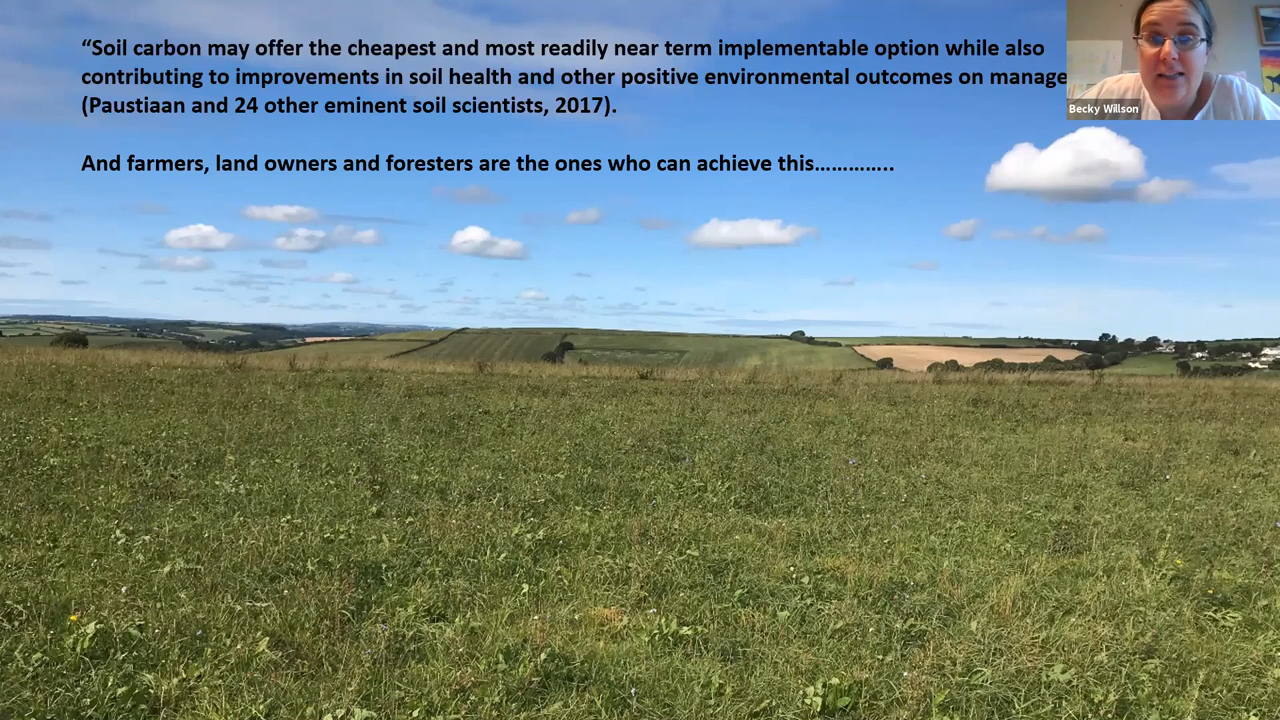 “Soil carbon may offer the cheapest and most readily near term implementable option while also
contributing to improvements in soil health and other positive environmental outcomes on manage
(Paustiaan and 24 other eminent soil scientists, 2017).
And farmers, land owners and foresters are the ones who can achieve this…………..
Becky Willson